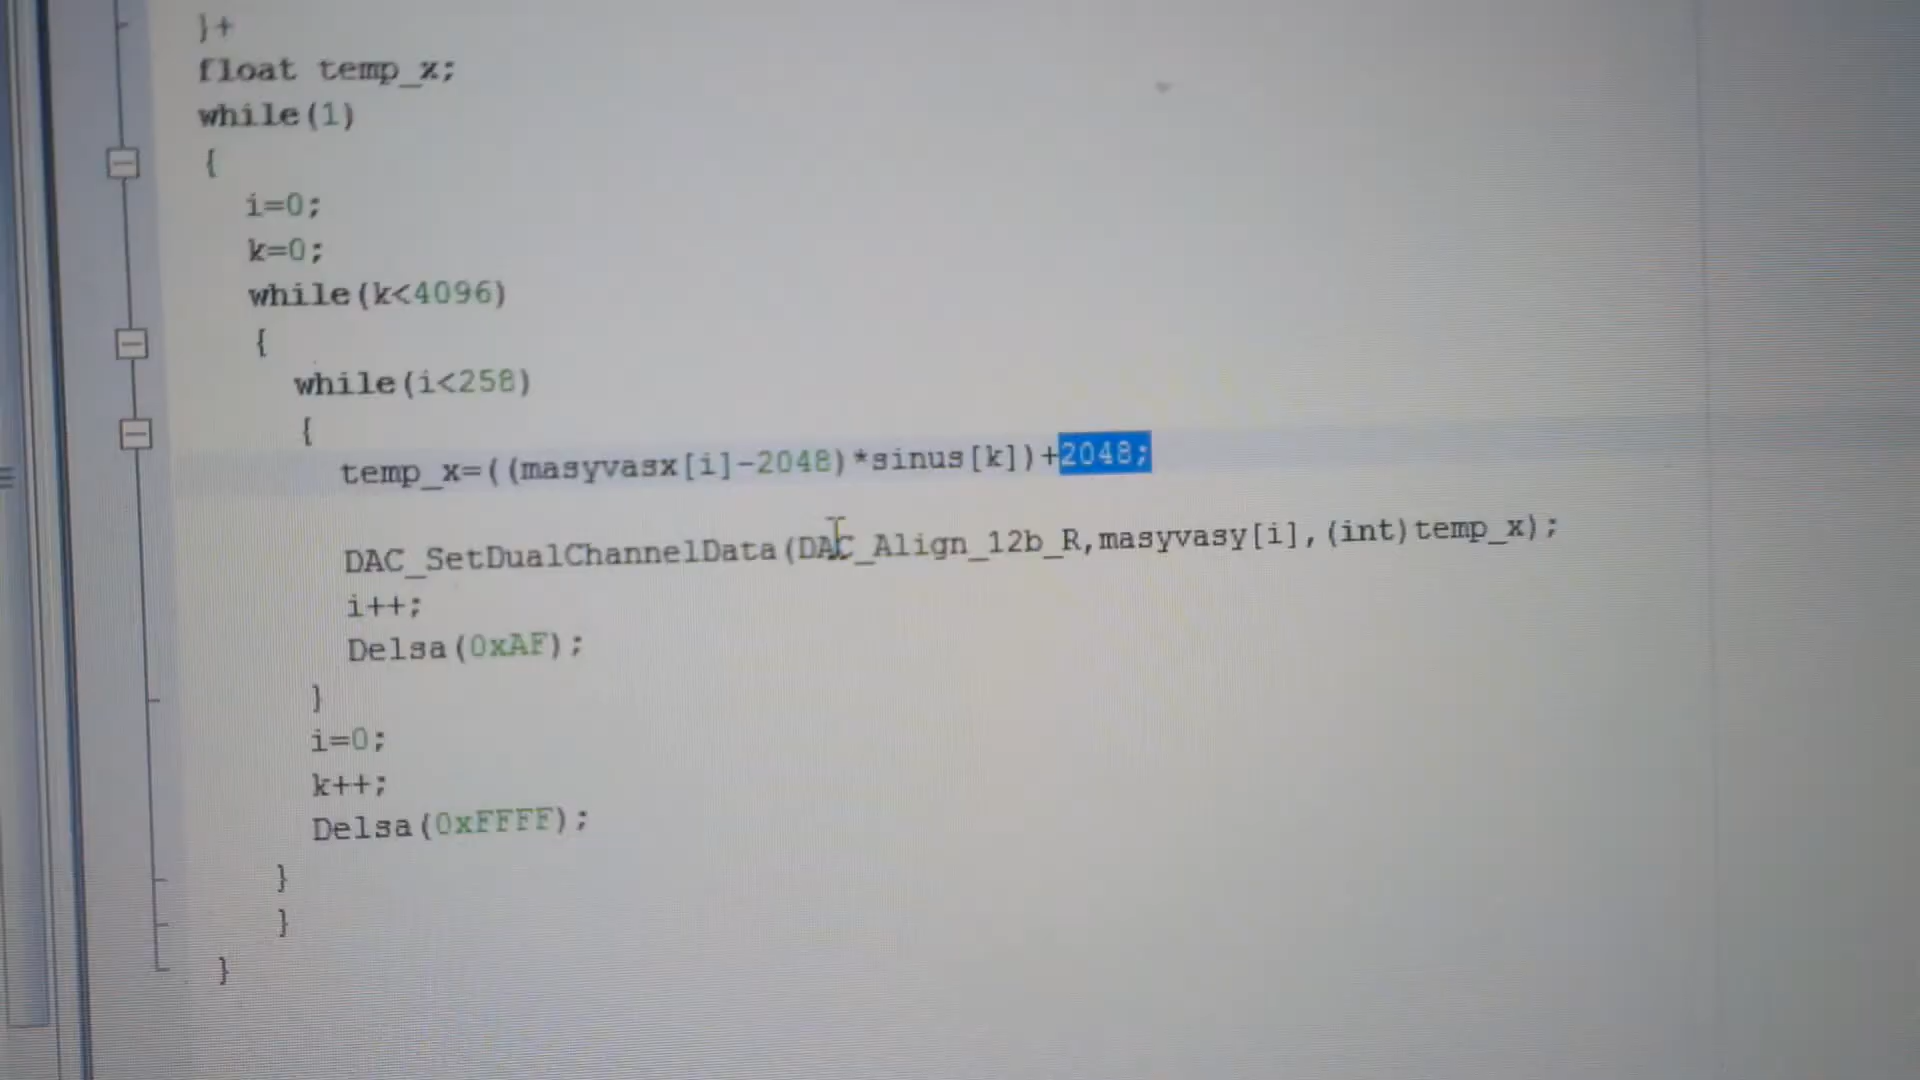 }+
float temp_x;
while(1)
{
i=0;
k=0;
while(k<4096)
{
while(i<258)
{
temp_x=((masyvasx[i]-2048)*sinus[k])+2048;
DAC_SetDualChannelData(DAC_Align_12b_R,masyvasy[i],(int)temp_x);
i++;
Delsa(0xAF);
}
i=0;
k++;
Delsa(0xFFFF);
}
}
}